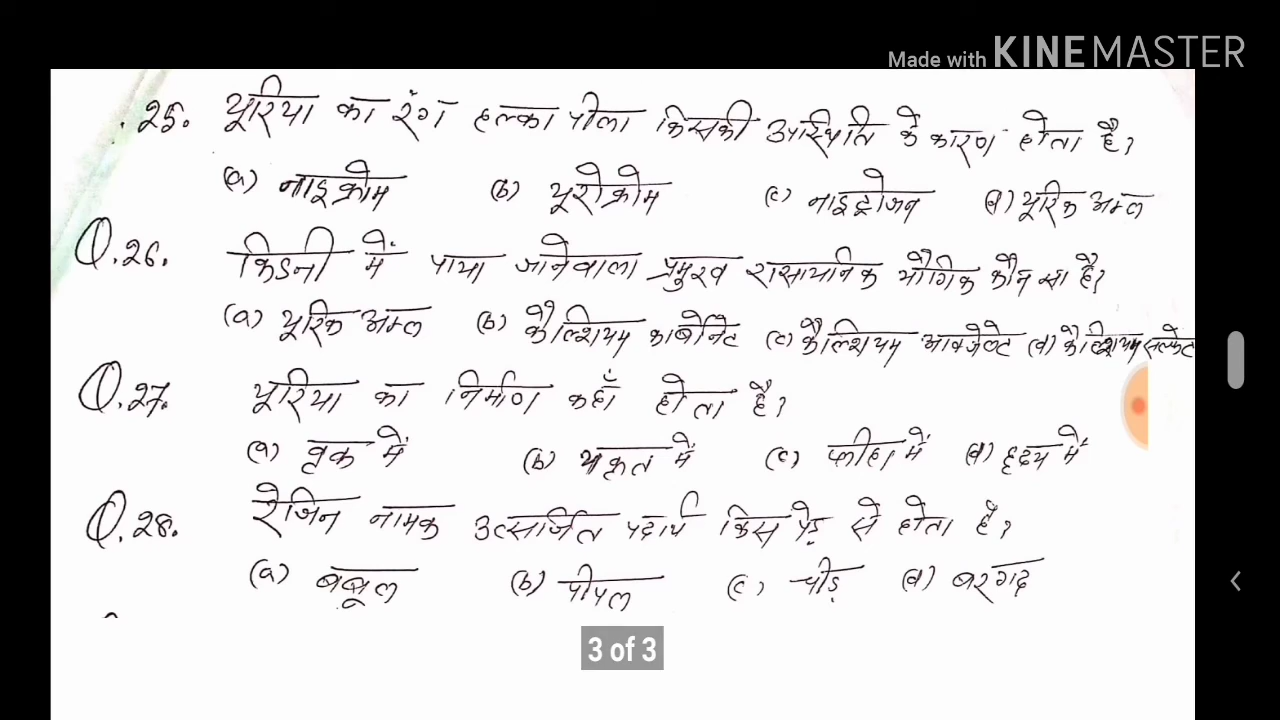 Made with KINEMASTER
25. यूरिया का रंग हल्का पीला किसकी उपस्थिति के कारण होता है?
(a) नाइक्रोम (b) यूरोक्रोम (c) नाइट्रोजन (d) यूरिक अम्ल
Q.26. किडनी में पाया जानेवाला प्रमुख रासायनिक यौगिक कौन सा है?
(a) यूरिक अम्ल (b) कैल्शियम कार्बोनेट (c) कैल्शियम आक्जेलेट (d) कैल्शियम सल्फेट
Q.27. यूरिया का निर्माण कहाँ होता है?
(a) वृक में (b) यकृत में (c) प्लीहा में (d) हृदय में
Q.28. रेजिन नामक उत्सर्जित पदार्थ किस पेड़ से होता है?
(a) बबूल (b) पीपल (c) चीड़ (d) बरगद
3 of 3